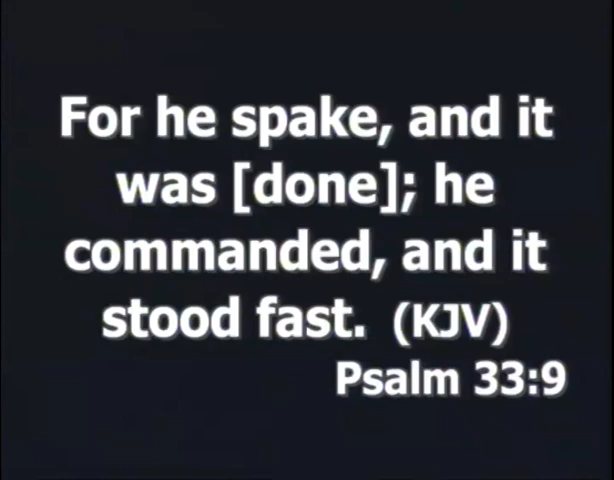 For he spake, and it
was [done]; he
commanded, and it
stood fast. (KJV)
Psalm 33:9